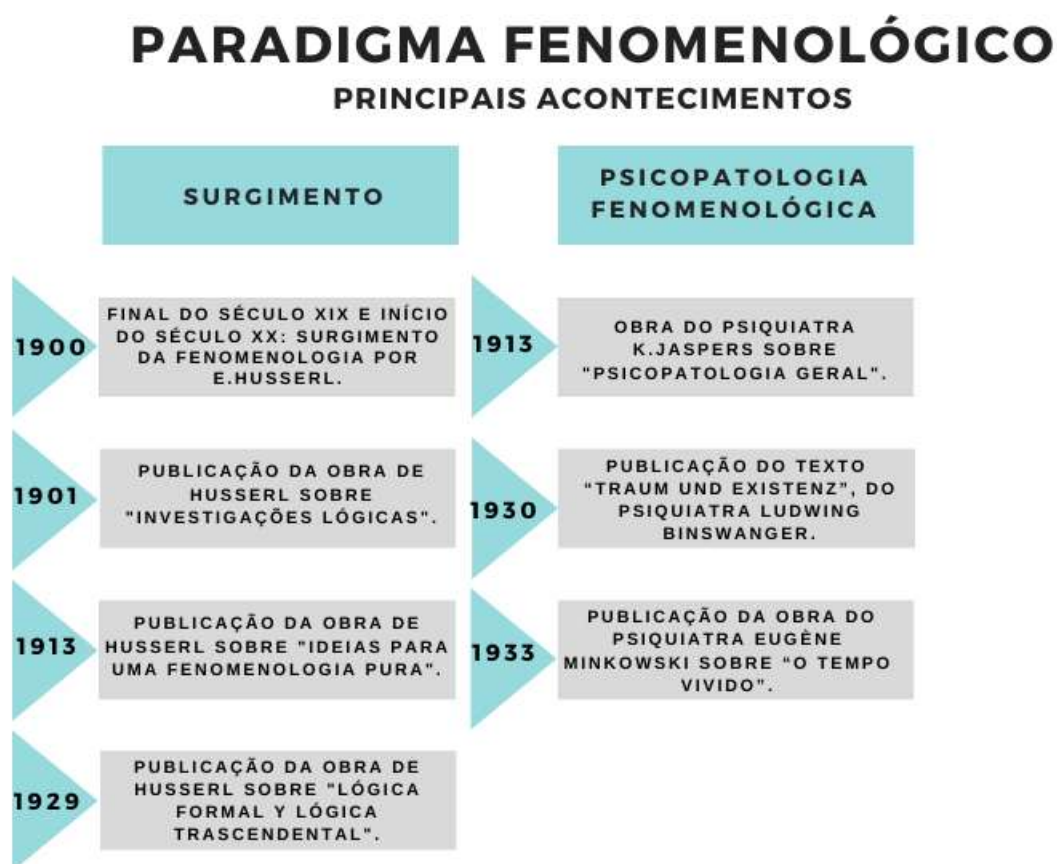 PARADIGMA FENOMENOLÓGICO
PRINCIPAIS ACONTECIMENTOS
SURGIMENTO
1900
FINAL DO SÉCULO XIX E INÍCIO
DO SÉCULO XX: SURGIMENTO
DA FENOMENOLOGIA POR
E.HUSSERL.
1901
PUBLICAÇÃO DA OBRA DE
HUSSERL SOBRE
"INVESTIGAÇÕES LÓGICAS".
1913
PUBLICAÇÃO DA OBRA DE
HUSSERL SOBRE "IDEIAS PARA
UMA FENOMENOLOGIA PURA".
1929
PUBLICAÇÃO DA OBRA DE
HUSSERL SOBRE "LÓGICA
FORMAL Y LÓGICA
TRASCENDENTAL".
PSICOPATOLOGIA
FENOMENOLÓGICA
1913
OBRA DO PSIQUIATRA
K.JASPERS SOBRE
"PSICOPATOLOGIA GERAL".
1930
PUBLICAÇÃO DO TEXTO
“TRAUM UND EXISTENZ”, DO
PSIQUIATRA LUDWING
BINSWANGER.
1933
PUBLICAÇÃO DA OBRA DO
PSIQUIATRA EUGÈNE
MINKOWSKI SOBRE “O TEMPO
VIVIDO”.